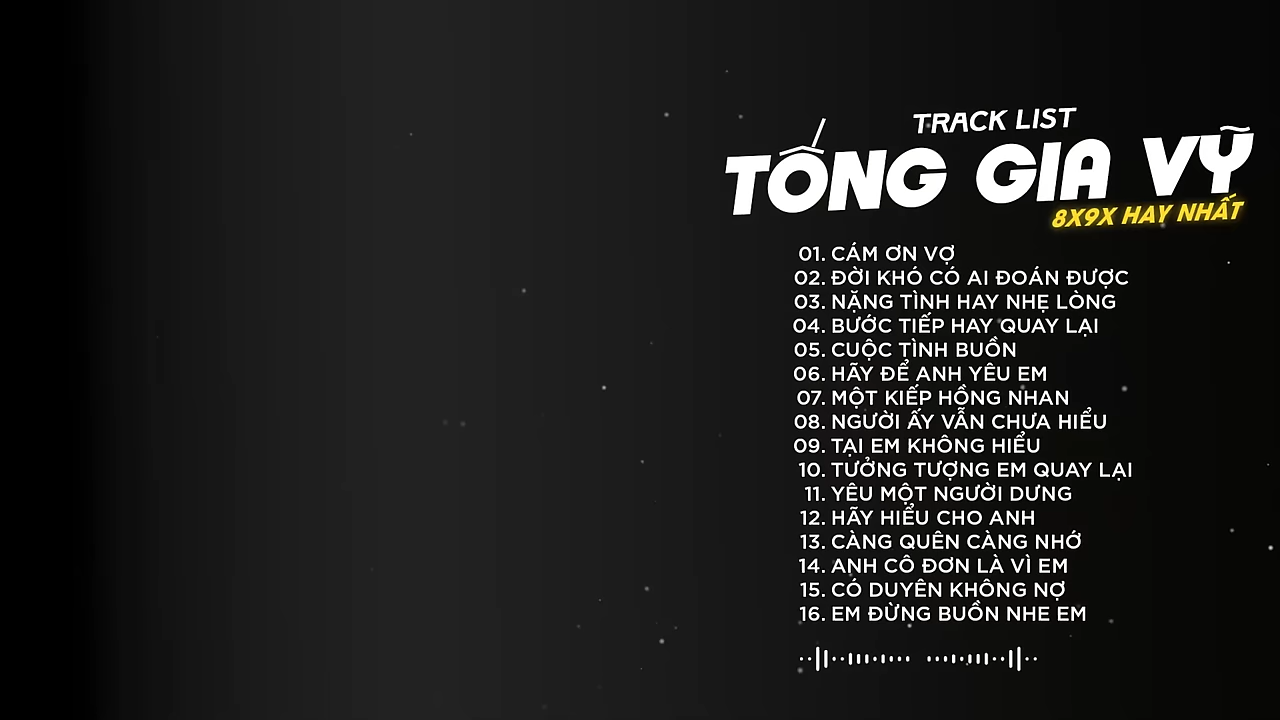 TRACK LIST
TỐNG GIA VỸ
8X9X HAY NHẤT
01. CÁM ƠN VỢ
02. ĐỜI KHÓ CÓ AI ĐOÁN ĐƯỢC
03. NẶNG TÌNH HAY NHẸ LÒNG
04. BƯỚC TIẾP HAY QUAY LẠI
05. CUỘC TÌNH BUỒN
06. HÃY ĐỂ ANH YÊU EM
07. MỘT KIẾP HỒNG NHAN
08. NGƯỜI ẤY VẪN CHƯA HIỂU
09. TẠI EM KHÔNG HIỂU
10. TƯỞNG TƯỢNG EM QUAY LẠI
11. YÊU MỘT NGƯỜI DƯNG
12. HÃY HIỂU CHO ANH
13. CÀNG QUÊN CÀNG NHỚ
14. ANH CÔ ĐƠN LÀ VÌ EM
15. CÓ DUYÊN KHÔNG NỢ
16. EM ĐỪNG BUỒN NHE EM